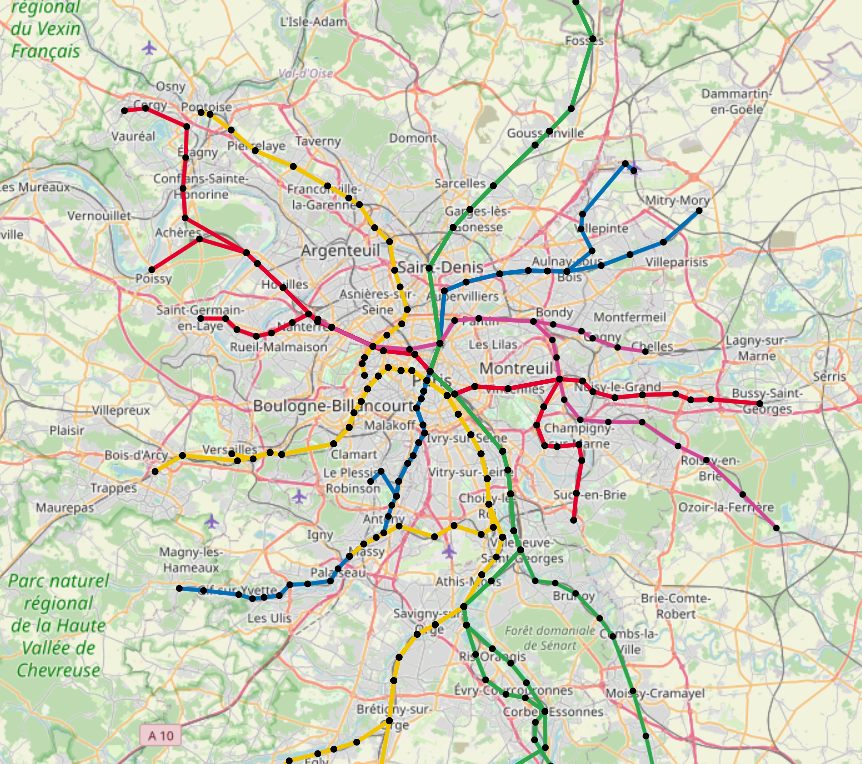 régional
du Vexin
Français
L'Isle-Adam
Fosses
Val-d'Oise
Osny
Cergy
Pontoise
Dammartin-
en-Goële
Vauréal
Domont
Taverny
Pierrelaye
Éragny
Conflans-Sainte-
Honorine
Les Mureaux
Franconville
-la-Garenne
Sarcelles
Vernouillet
Garges-lès-
Mitry-Mory
Villepinte
Achères
Argenteuil
Saint-Denis
Villeparisis
Poissy
Bois
Houilles
Asnières-sur-
Seine
Aubervilliers
Saint-Germain-
en-Laye
Nanterre
Pantin
Bondy
Montfermeil
Rueil-Malmaison
Les Lilas
Gagny
Chelles
Lagny-sur-
Marne
Paris
Montreuil
Vincennes
Noisy-le-Grand
Serris
Bussy-Saint-
Georges
Villepreux
Boulogne-Billancourt
Malakoff
Plaisir
Ivry-sur-Seine
Champigny-
sur-Marne
Bois-d'Arcy
Versailles
Clamart
Roissy-en-
Brie
Trappes
Le Plessis-
Robinson
Vitry-sur-Seine
Maurepas
Sucy-en-Brie
Ozoir-la-Ferrière
Antony
Igny
Massy
Villeneuve-
Saint-Georges
Magny-les-
Hameaux
Palaiseau
Athis-Mons
Parc naturel
régional
de la Haute
Vallée de
Chevreuse
Gif-sur-Yvette
Les Ulis
Brunoy
Brie-Comte-
Robert
Savigny-sur-
Orge
Forêt domaniale
de Sénart
Combs-la-
Ville
Ris-Orangis
Évry-Courcouronnes
Moissy-Cramayel
Brétigny-sur-
Orge
Corbeil-Essonnes
A 10
Egly